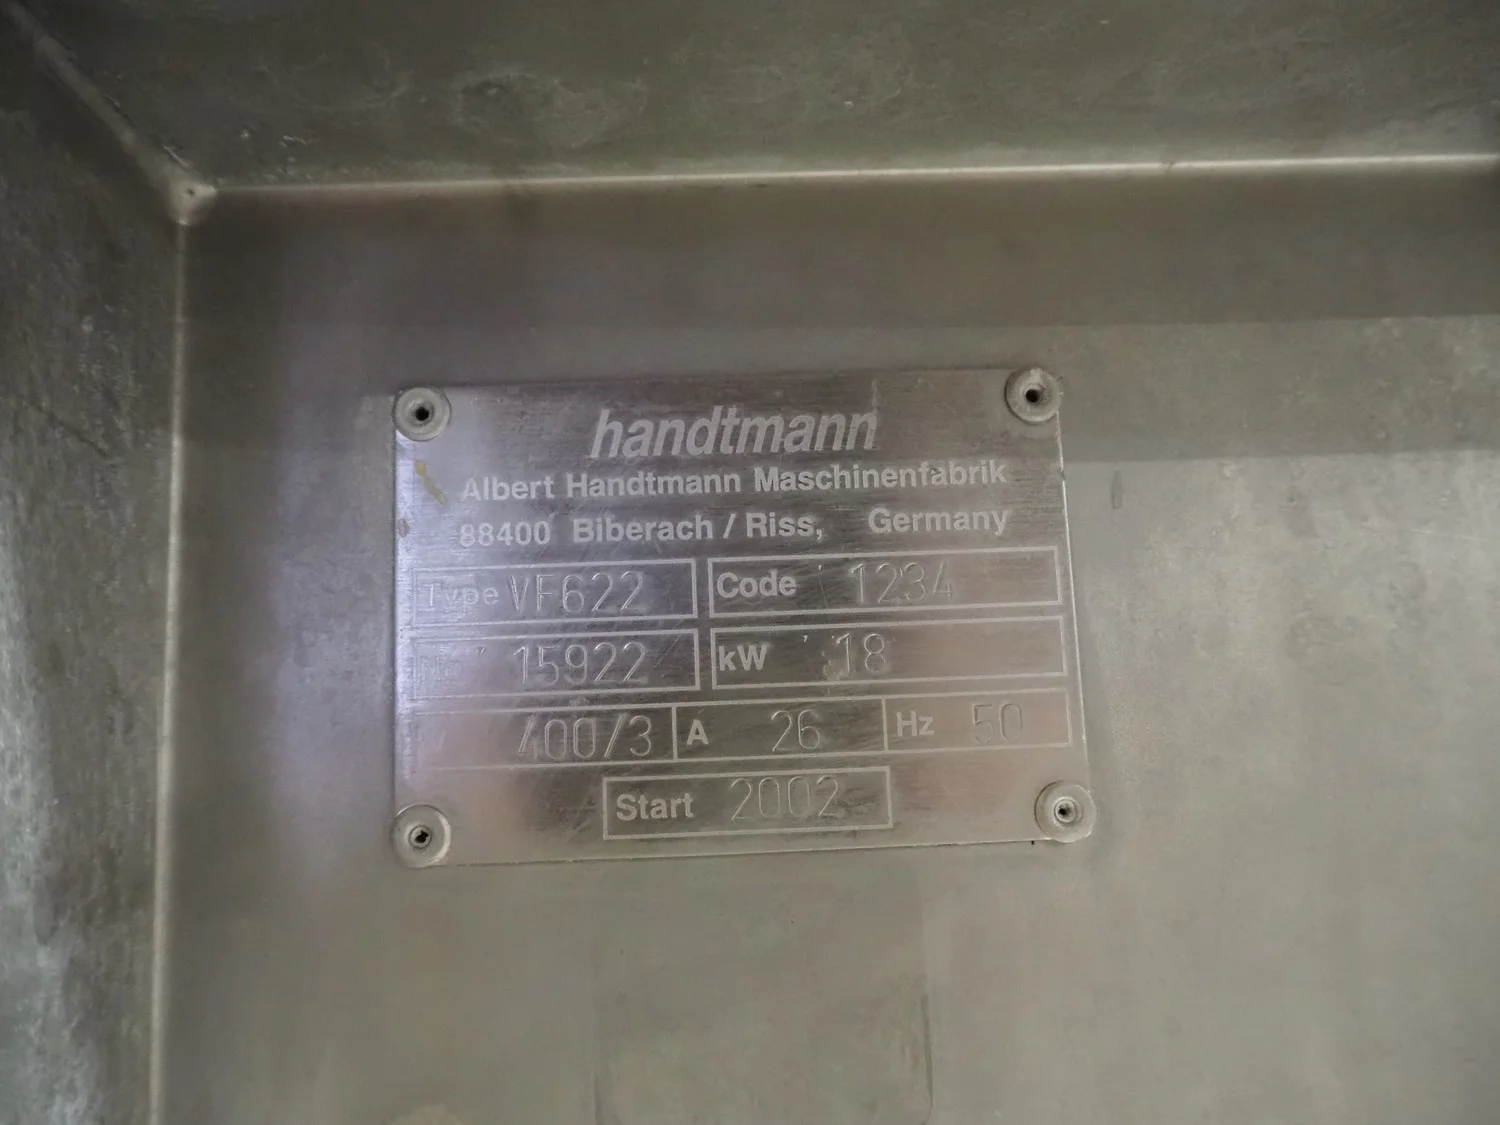 handtmann
Albert Handtmann Maschinenfabrik
88400 Biberach / Riss, Germany
Type VF622 Code 1234
Nr. 15922 kW 18
V 400/3 A 26 Hz 50
Start 2002